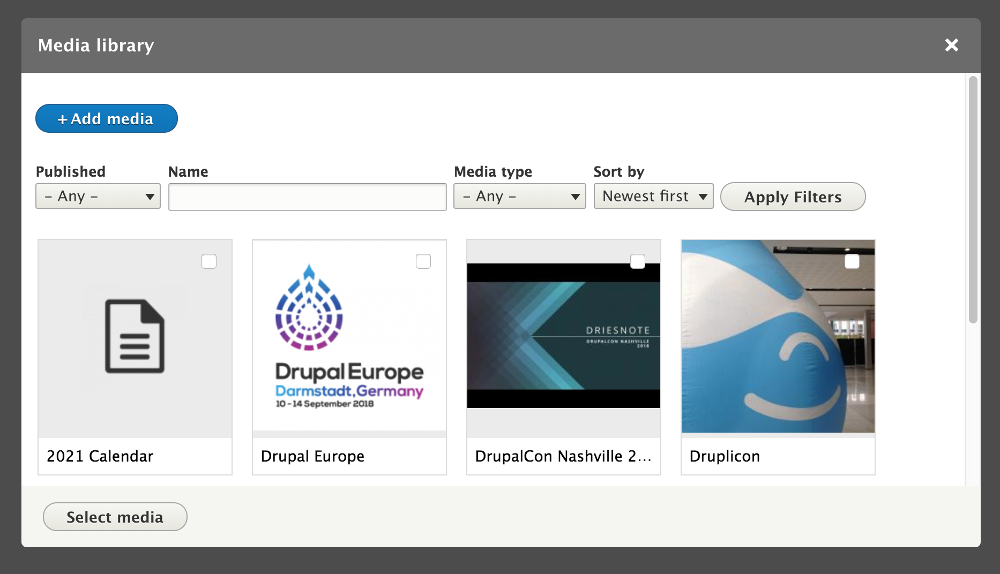 Media library
+ Add media
Published
Name
Media type
Sort by
– Any –
– Any –
Newest first
Apply Filters
DRIESNOTE
DRUPALCON NASHVILLE
2018
Drupal Europe
Darmstadt, Germany
10 - 14 September 2018
2021 Calendar
Drupal Europe
DrupalCon Nashville 2...
Druplicon
Select media